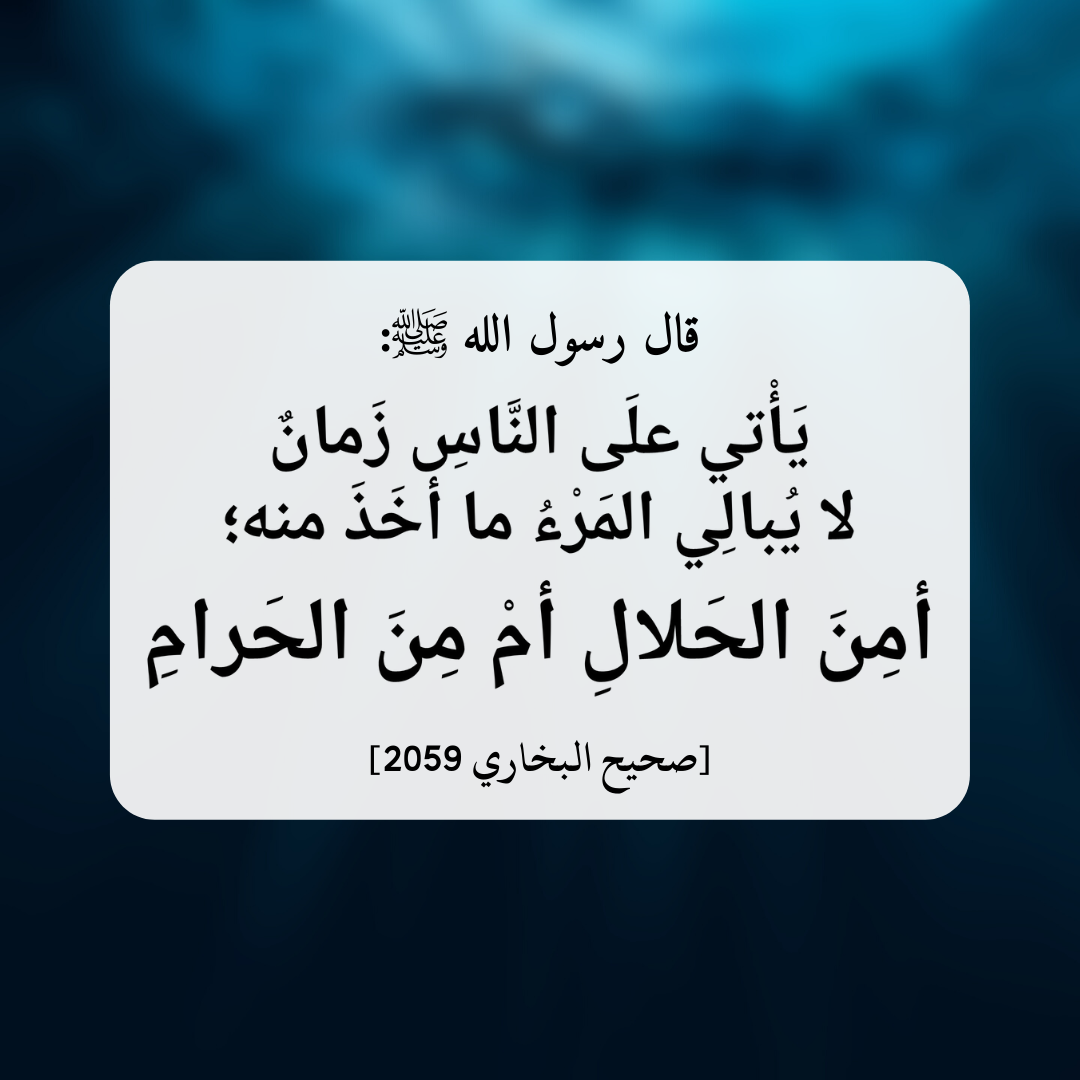 قال رسول الله ﷺ:
يَأْتي علَى النَّاسِ زَمانٌ
لا يُبالِي المَرْءُ ما أخَذَ منه؛
أمِنَ الحَلالِ أمْ مِنَ الحَرامِ
[صحيح البخاري 2059]